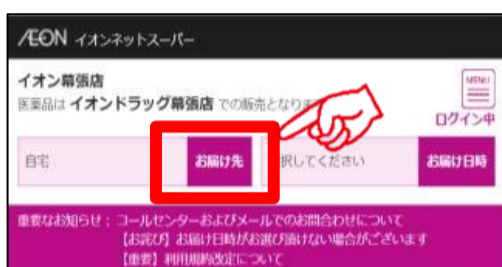 ÆON イオンネットスーパー
イオン幕張店
医薬品は イオンドラッグ幕張店 での販売となりま
MENU
ログイン中
自宅
お届け先
択してください
お届け日時
重要なお知らせ： コールセンターおよびメールでのお問合わせについて
【お詫び】お届け日時がお選び頂けない場合がございます
【重要】利用規約改定について